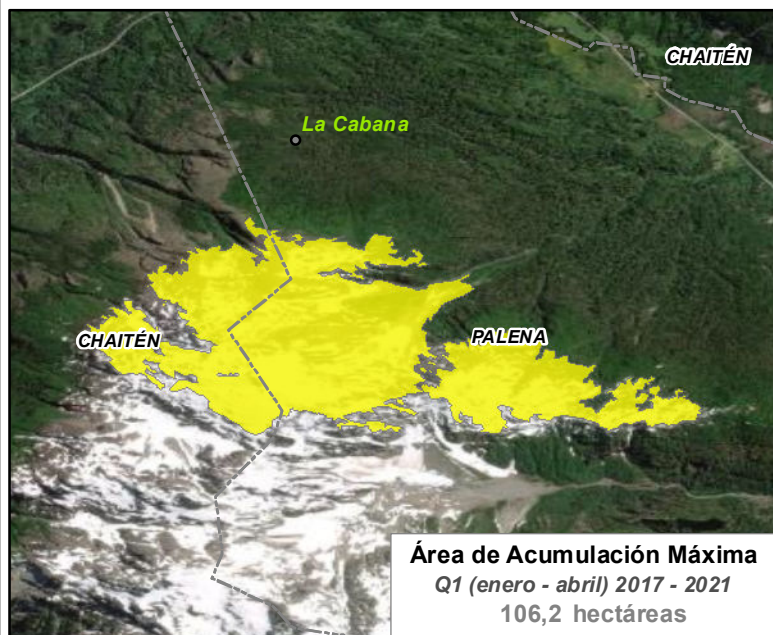 CHAITÉN
La Cabana
CHAITÉN
PALENA
Área de Acumulación Máxima
Q1 (enero - abril) 2017 - 2021
106,2 hectáreas